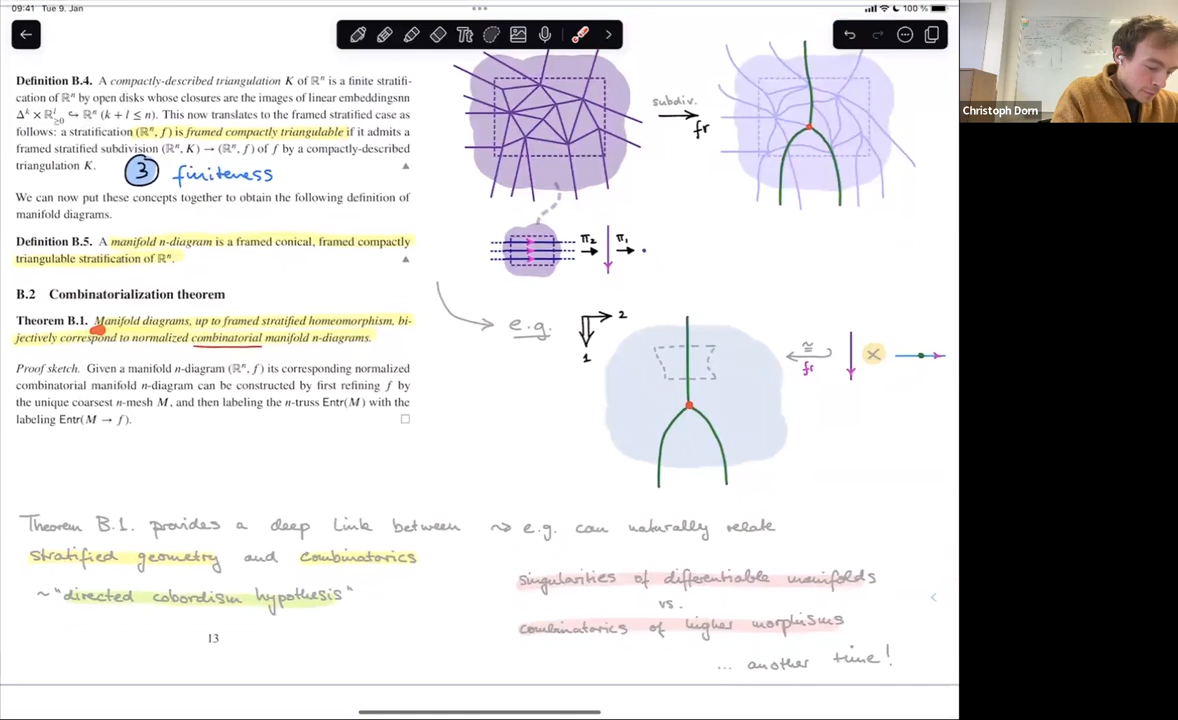 09:41 Tue 9. Jan
100 %
Definition B.4. A compactly-described triangulation K of ℝⁿ is a finite stratifi-
cation of ℝⁿ by open disks whose closures are the images of linear embeddingsnn
Δᵏ × ℝˡ≥0 ↪ ℝⁿ (k + l ≤ n). This now translates to the framed stratified case as
follows: a stratification (ℝⁿ, f) is framed compactly triangulable if it admits a
framed stratified subdivision (ℝⁿ, K) → (ℝⁿ, f) of f by a compactly-described
triangulation K. ▲
3 finiteness
We can now put these concepts together to obtain the following definition of
manifold diagrams.
Definition B.5. A manifold n-diagram is a framed conical, framed compactly
triangulable stratification of ℝⁿ. ▲
B.2 Combinatorialization theorem
Theorem B.1. Manifold diagrams, up to framed stratified homeomorphism, bi-
jectively correspond to normalized combinatorial manifold n-diagrams.
Proof sketch. Given a manifold n-diagram (ℝⁿ, f) its corresponding normalized
combinatorial manifold n-diagram can be constructed by first refining f by
the unique coarsest n-mesh M, and then labeling the n-truss Entr(M) with the
labeling Entr(M → f). □
subdiv.
fr
π₂ π₁
e.g.
2
1
≅
fr
×
Theorem B.1. provides a deep link between
stratified geometry and combinatorics
~ "directed cobordism hypothesis"
⇝ e.g. can naturally relate
singularities of differentiable manifolds
vs.
combinatorics of higher morphisms
... another time!
13
Tt
Christoph Dorn